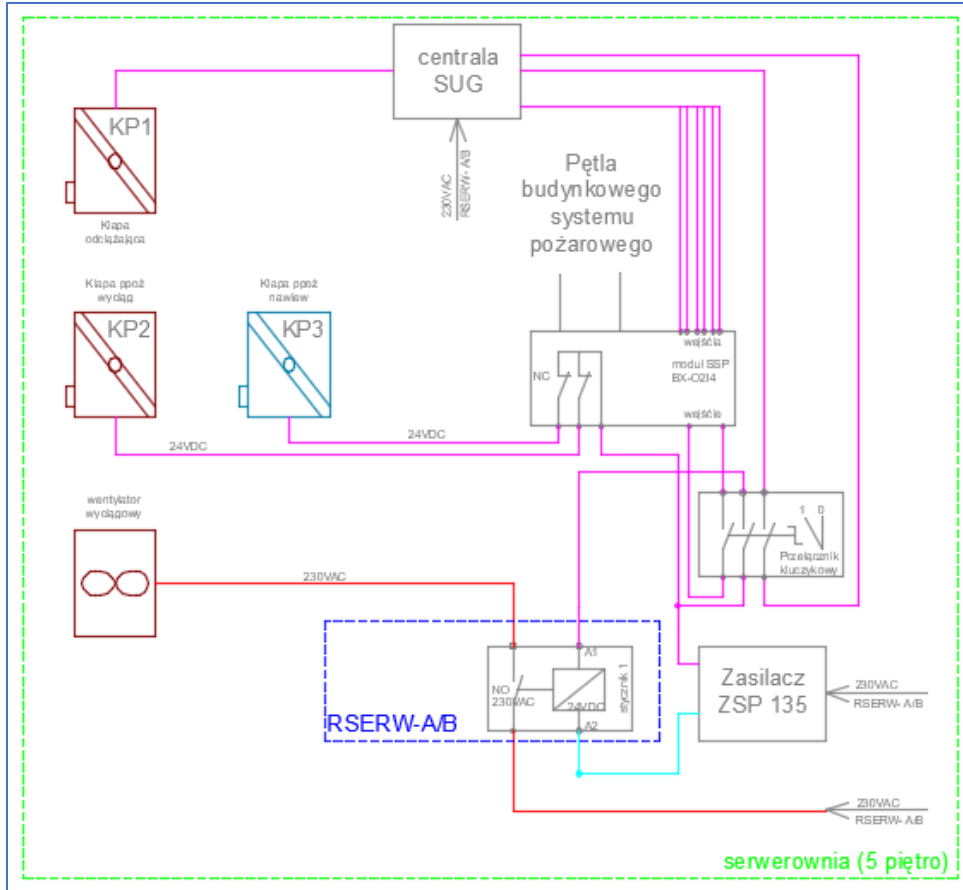 centrala
SUG
KP1
Klapa
odciążająca
230VAC
RSERW- A/B
Pętla
budynkowego
systemu
pożarowego
Klapa ppoż
wyciąg
KP2
Klapa ppoż
nawiew
KP3
wejścia
moduł SSP
BX-O2I4
NC
wejście
24VDC
24VDC
wentylator
wyciągowy
230VAC
1 0
Przełącznik
kluczykowy
RSERW-A/B
NO
230VAC
A1
24VDC
A2
stycznik 1
Zasilacz
ZSP 135
230VAC
RSERW- A/B
230VAC
RSERW- A/B
serwerownia (5 piętro)